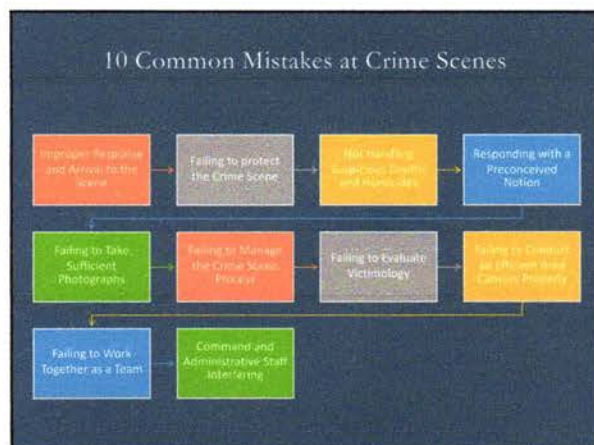 10 Common Mistakes at Crime Scenes
Improper Response
and Arrival to the
Scene
Failing to protect
the Crime Scene
Not Handling
Suspicious Deaths
and Homicides
Responding with a
Preconceived
Notion
Failing to Take
Sufficient
Photographs
Failing to Manage
the Crime Scene
Process
Failing to Evaluate
Victimology
Failing to Conduct
an Efficient Area
Canvass Properly
Failing to Work
Together as a Team
Command and
Administrative Staff
Interfering